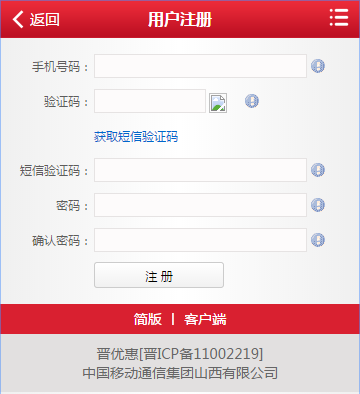 返回 用户注册
手机号码：
验证码：
获取短信验证码
短信验证码：
密码：
确认密码：
注 册
简版 | 客户端
晋优惠[晋ICP备11002219]
中国移动通信集团山西有限公司